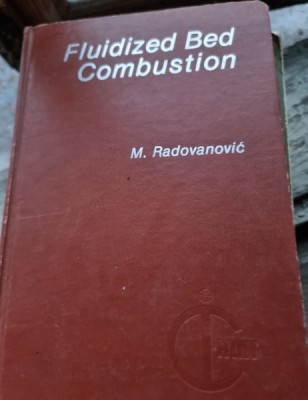 Fluidized Bed
Combustion
M. Radovanović